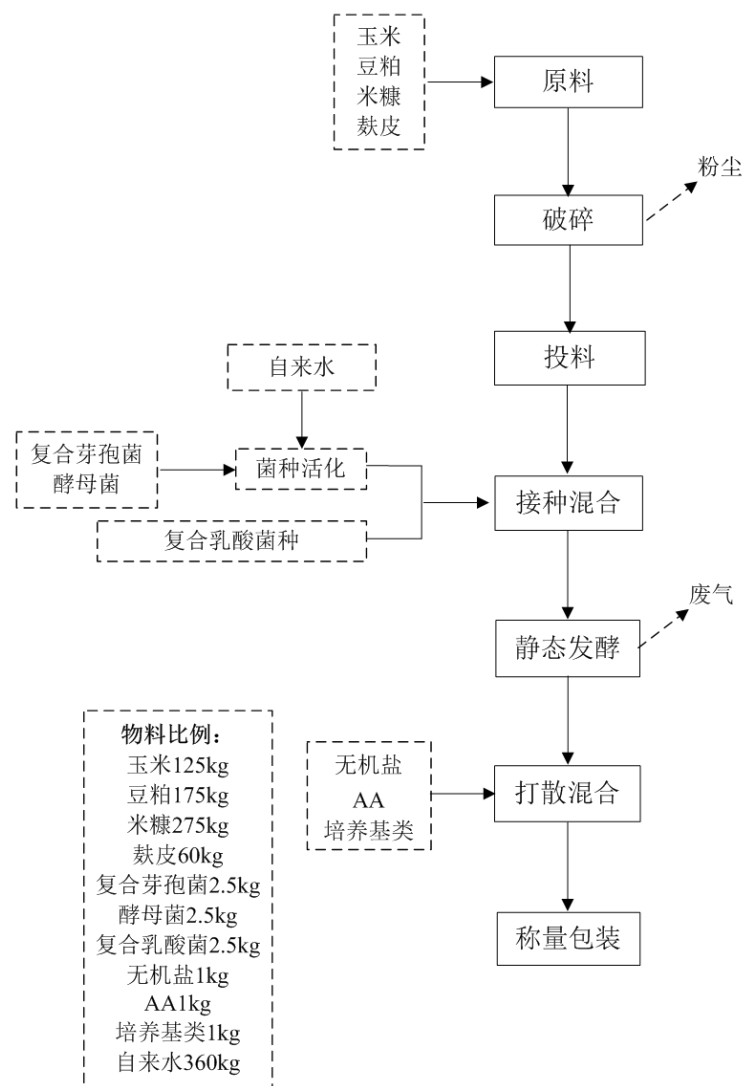 玉米
豆粕
米糠
麸皮
原料
粉尘
破碎
投料
自来水
复合芽孢菌
酵母菌
菌种活化
接种混合
复合乳酸菌种
废气
静态发酵
无机盐
AA
培养基类
打散混合
称量包装
物料比例：
玉米125kg
豆粕175kg
米糠275kg
麸皮60kg
复合芽孢菌2.5kg
酵母菌2.5kg
复合乳酸菌2.5kg
无机盐1kg
AA1kg
培养基类1kg
自来水360kg